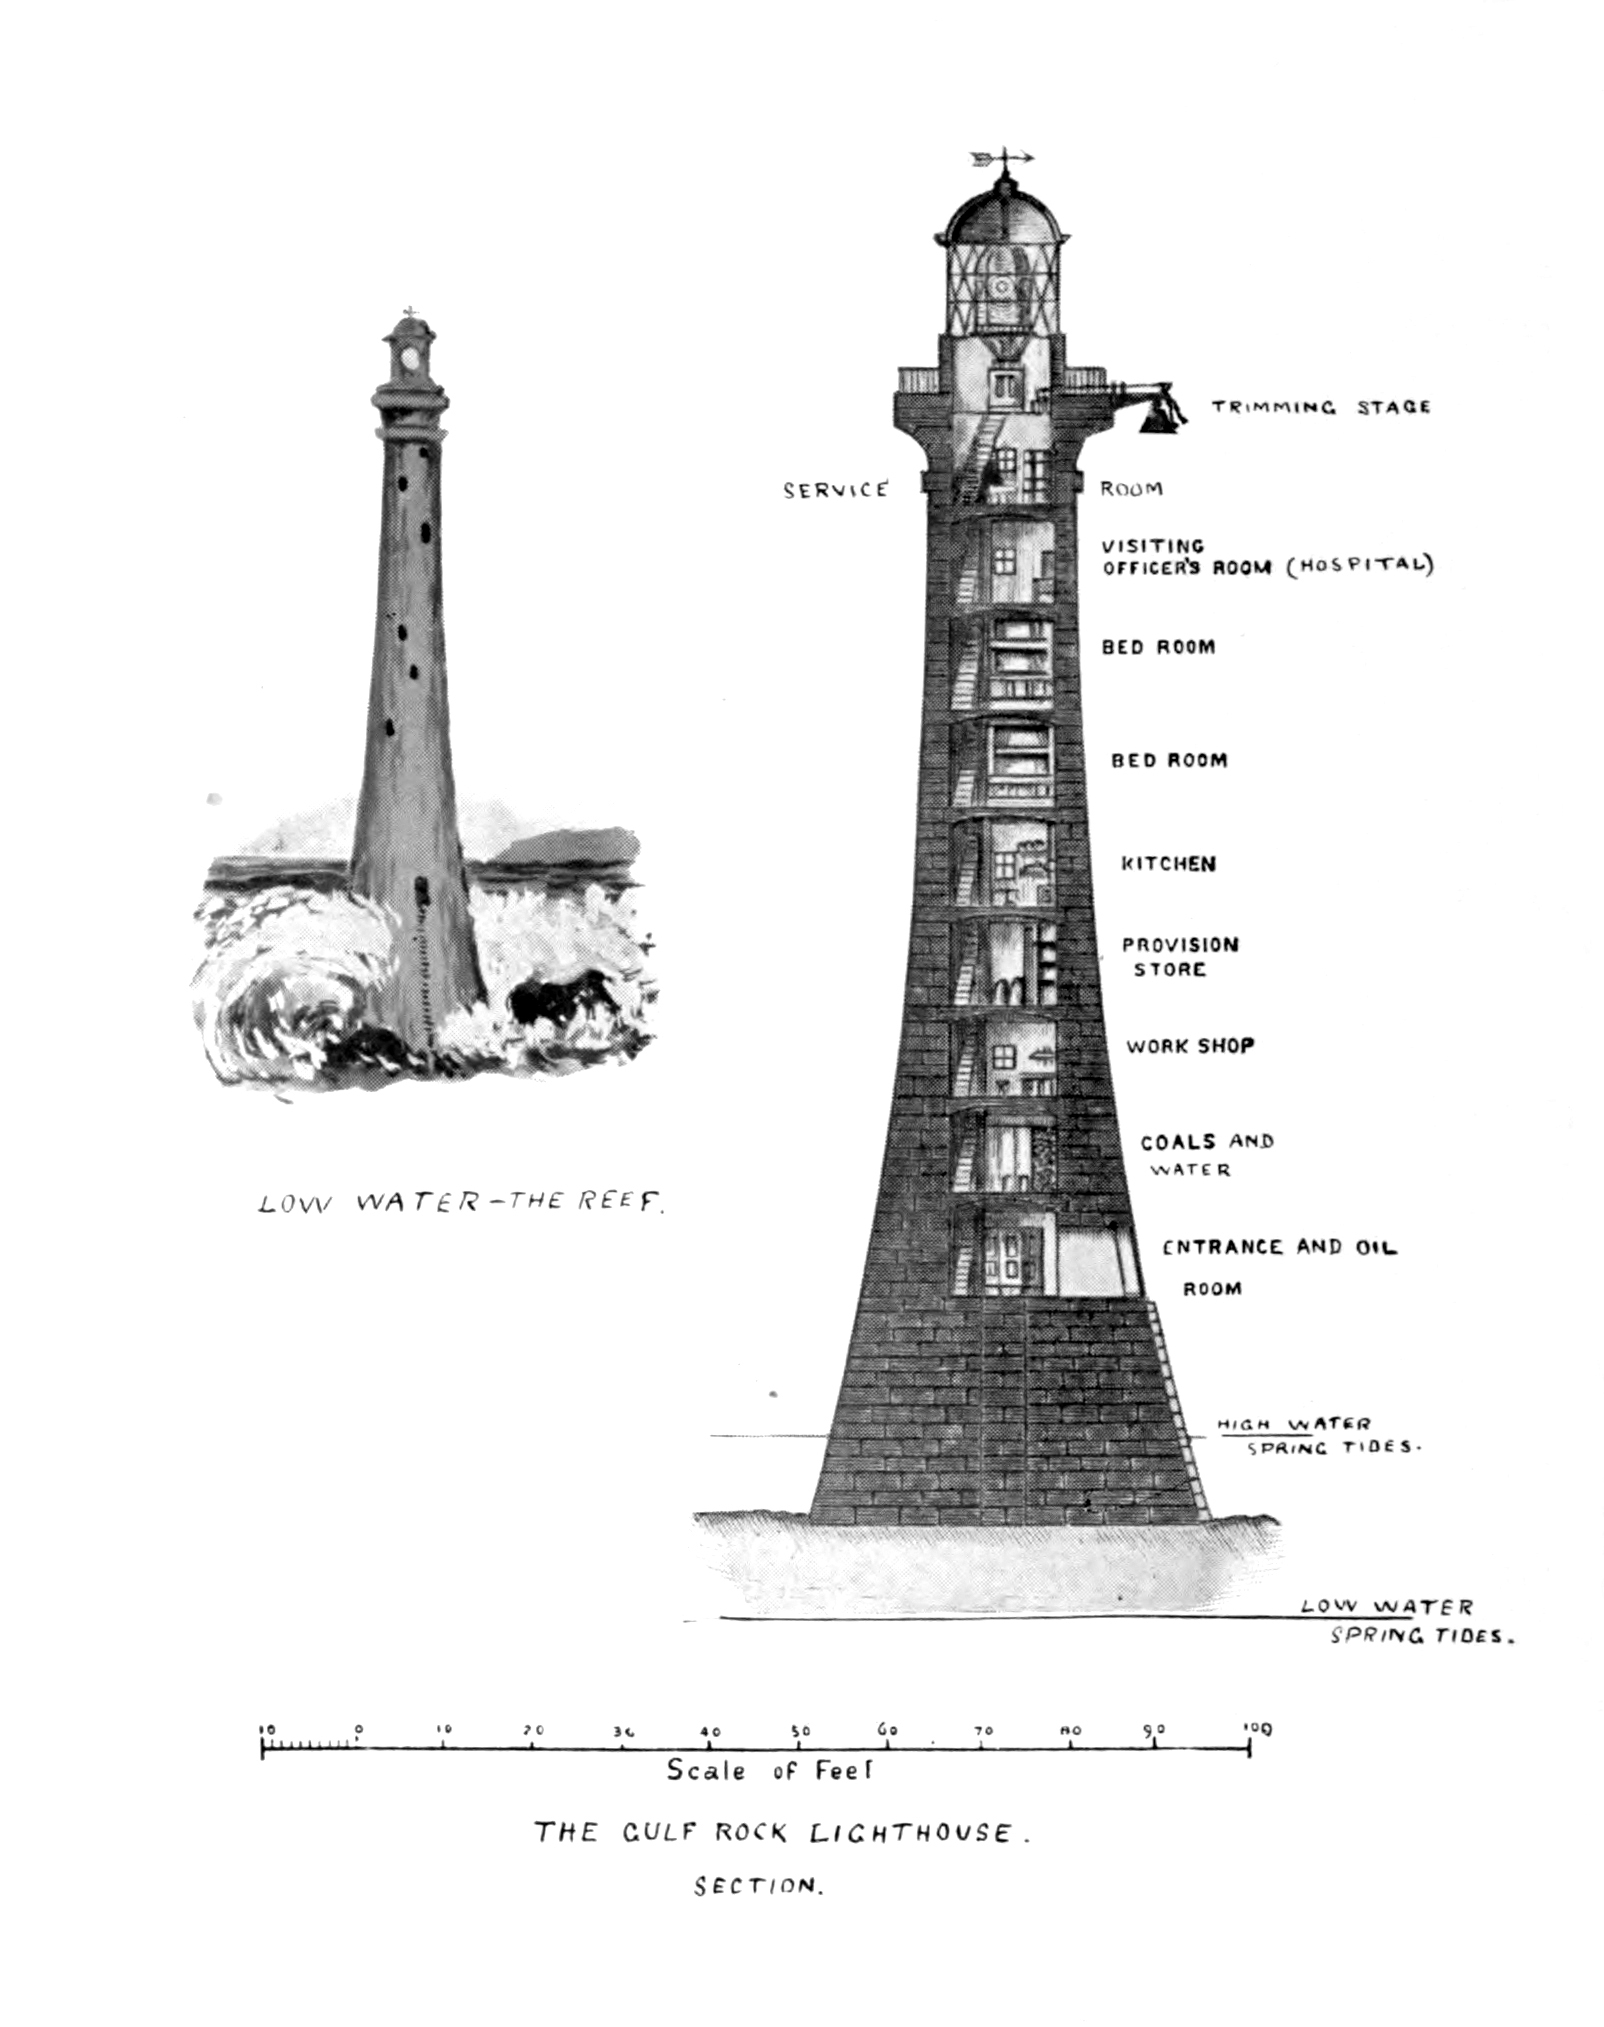 TRIMMING STAGE
SERVICE ROOM
VISITING
OFFICER'S ROOM (HOSPITAL)
BED ROOM
BED ROOM
KITCHEN
PROVISION
STORE
WORK SHOP
COALS AND
WATER
LOW WATER-THE REEF.
ENTRANCE AND OIL
ROOM
HIGH WATER
SPRING TIDES.
LOW WATER
SPRING TIDES.
10 0 10 20 30 40 50 60 70 80 90 100
Scale of Feet
THE GULF ROCK LIGHTHOUSE.
SECTION.